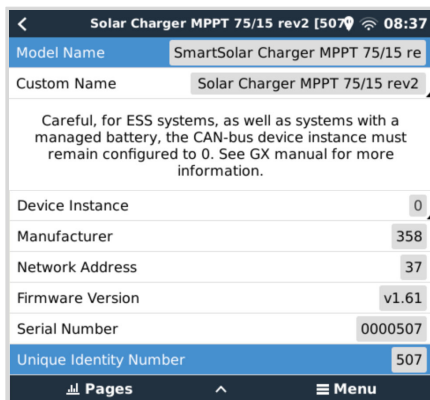 Solar Charger MPPT 75/15 rev2 [507 08:37
Model Name SmartSolar Charger MPPT 75/15 re
Custom Name Solar Charger MPPT 75/15 rev2
Careful, for ESS systems, as well as systems with a
managed battery, the CAN-bus device instance must
remain configured to 0. See GX manual for more
information.
Device Instance 0
Manufacturer 358
Network Address 37
Firmware Version v1.61
Serial Number 0000507
Unique Identity Number 507
Pages Menu